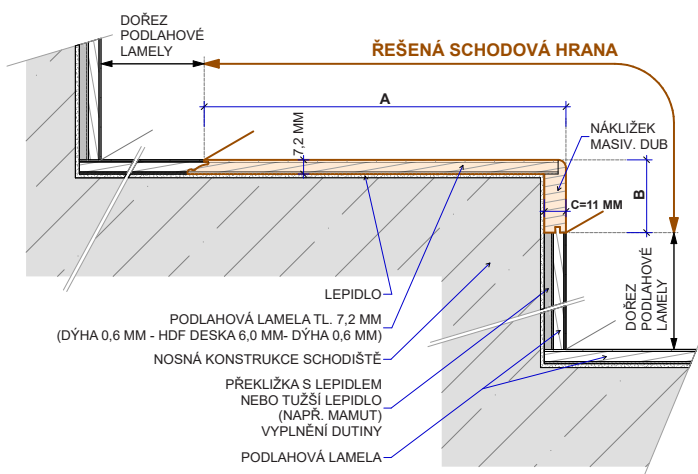 DOŘEZ
PODLAHOVÉ
LAMELY
ŘEŠENÁ SCHODOVÁ HRANA
A
7,2 MM
NÁKLIŽEK
MASIV. DUB
B
C=11 MM
DOŘEZ
PODLAHOVÉ
LAMELY
LEPIDLO
PODLAHOVÁ LAMELA TL. 7,2 MM
(DÝHA 0,6 MM - HDF DESKA 6,0 MM- DÝHA 0,6 MM)
NOSNÁ KONSTRUKCE SCHODIŠTĚ
PŘEKLIŽKA S LEPIDLEM
NEBO TUŽŠÍ LEPIDLO
(NAPŘ. MAMUT)
VYPLNĚNÍ DUTINY
PODLAHOVÁ LAMELA